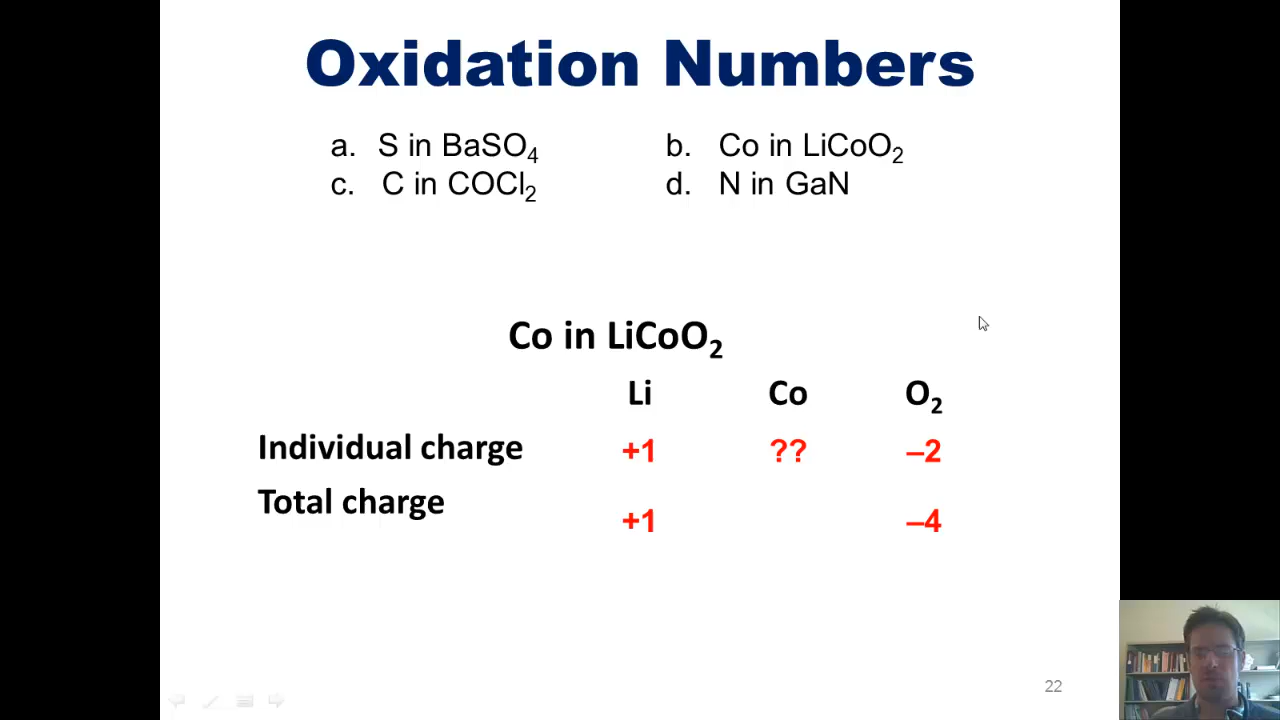 Oxidation Numbers
a. S in BaSO₄ b. Co in LiCoO₂
c. C in COCl₂ d. N in GaN
Co in LiCoO₂
Li Co O₂
Individual charge +1 ?? –2
Total charge +1 –4
22